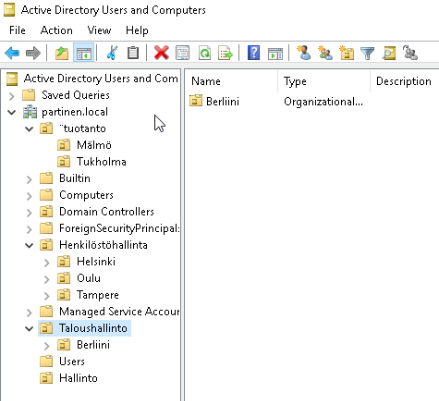 Active Directory Users and Computers
File Action View Help
Active Directory Users and Com
Saved Queries
partinen.local
¨tuotanto
Malmö
Tukholma
Builtin
Computers
Domain Controllers
ForeignSecurityPrincipal:
Henkilöstöhallinta
Helsinki
Oulu
Tampere
Managed Service Accour
Taloushallinto
Berliini
Users
Hallinto
Name Type Description
Berliini Organizational...